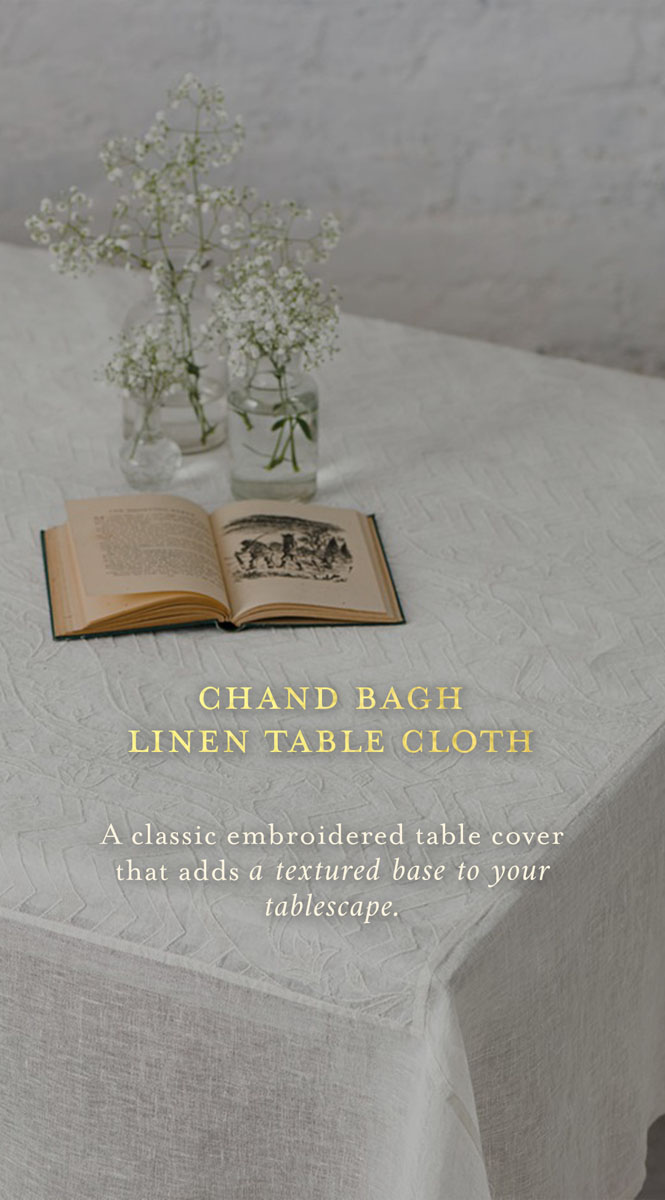 CHAND BAGH
LINEN TABLE CLOTH
A classic embroidered table cover
that adds a textured base to your
tablescape.